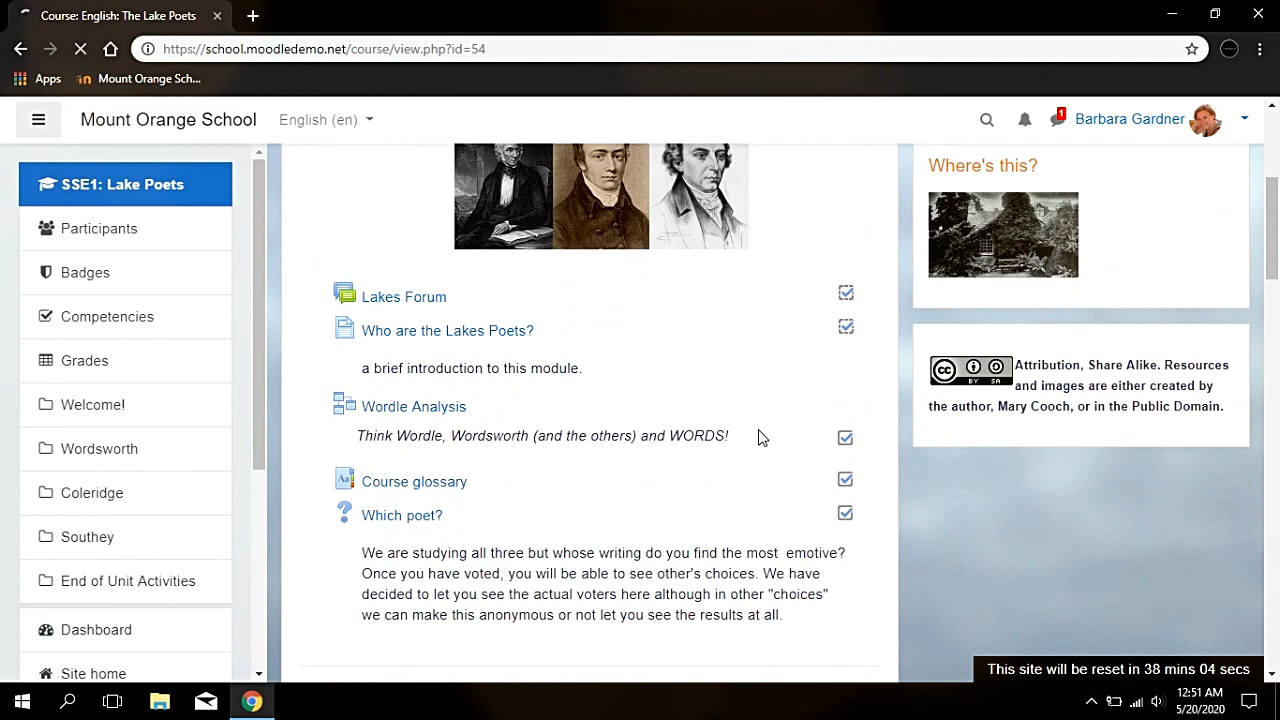 Course: English: The Lake Poets
https://school.moodledemo.net/course/view.php?id=54
Apps
Mount Orange Sch...
Mount Orange School
English (en)
1
Barbara Gardner
SSE1: Lake Poets
Participants
Badges
Competencies
Grades
Welcome!
Wordsworth
Coleridge
Southey
End of Unit Activities
Dashboard
Site home
Lakes Forum
Who are the Lakes Poets?
a brief introduction to this module.
Wordle Analysis
Think Wordle, Wordsworth (and the others) and WORDS!
Aa
Course glossary
Which poet?
We are studying all three but whose writing do you find the most emotive?
Once you have voted, you will be able to see other's choices. We have
decided to let you see the actual voters here although in other "choices"
we can make this anonymous or not let you see the results at all.
Where's this?
cc BY SA
Attribution, Share Alike. Resources
and images are either created by
the author, Mary Cooch, or in the Public Domain.
This site will be reset in 38 mins 04 secs
12:51 AM
5/20/2020